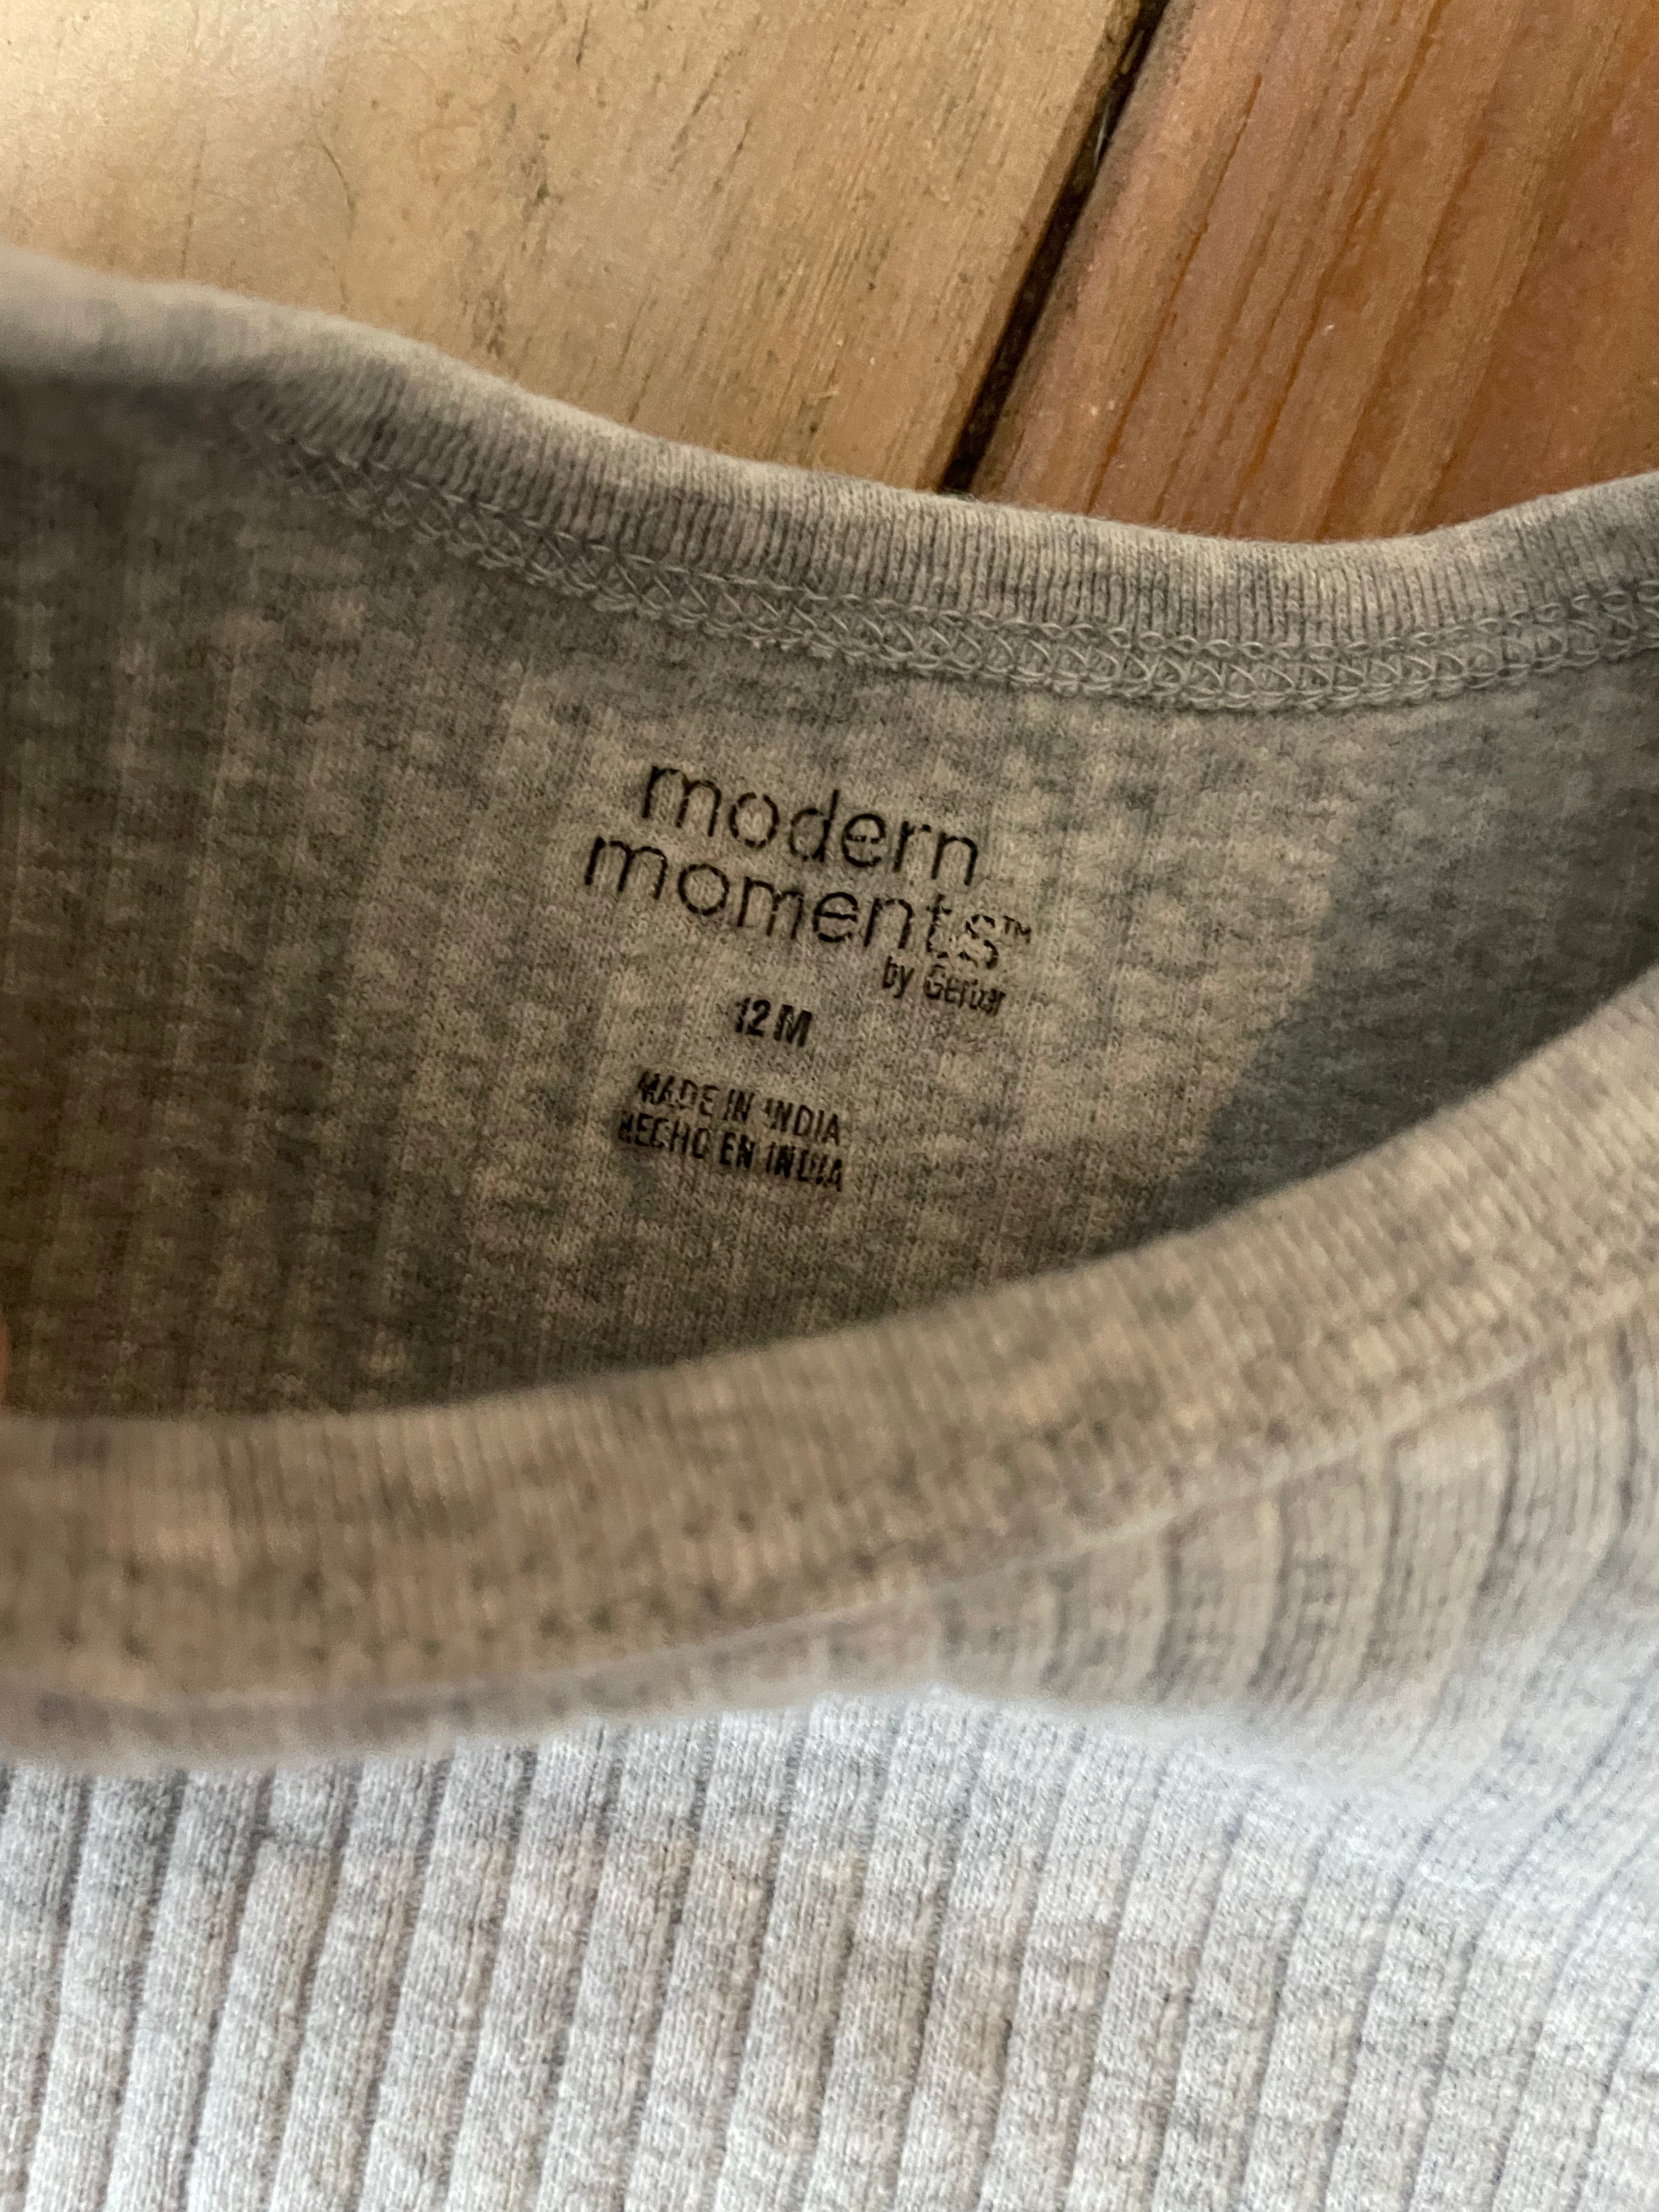 modern
moments™
by Gerber
12 M
MADE IN INDIA
HECHO EN INDIA